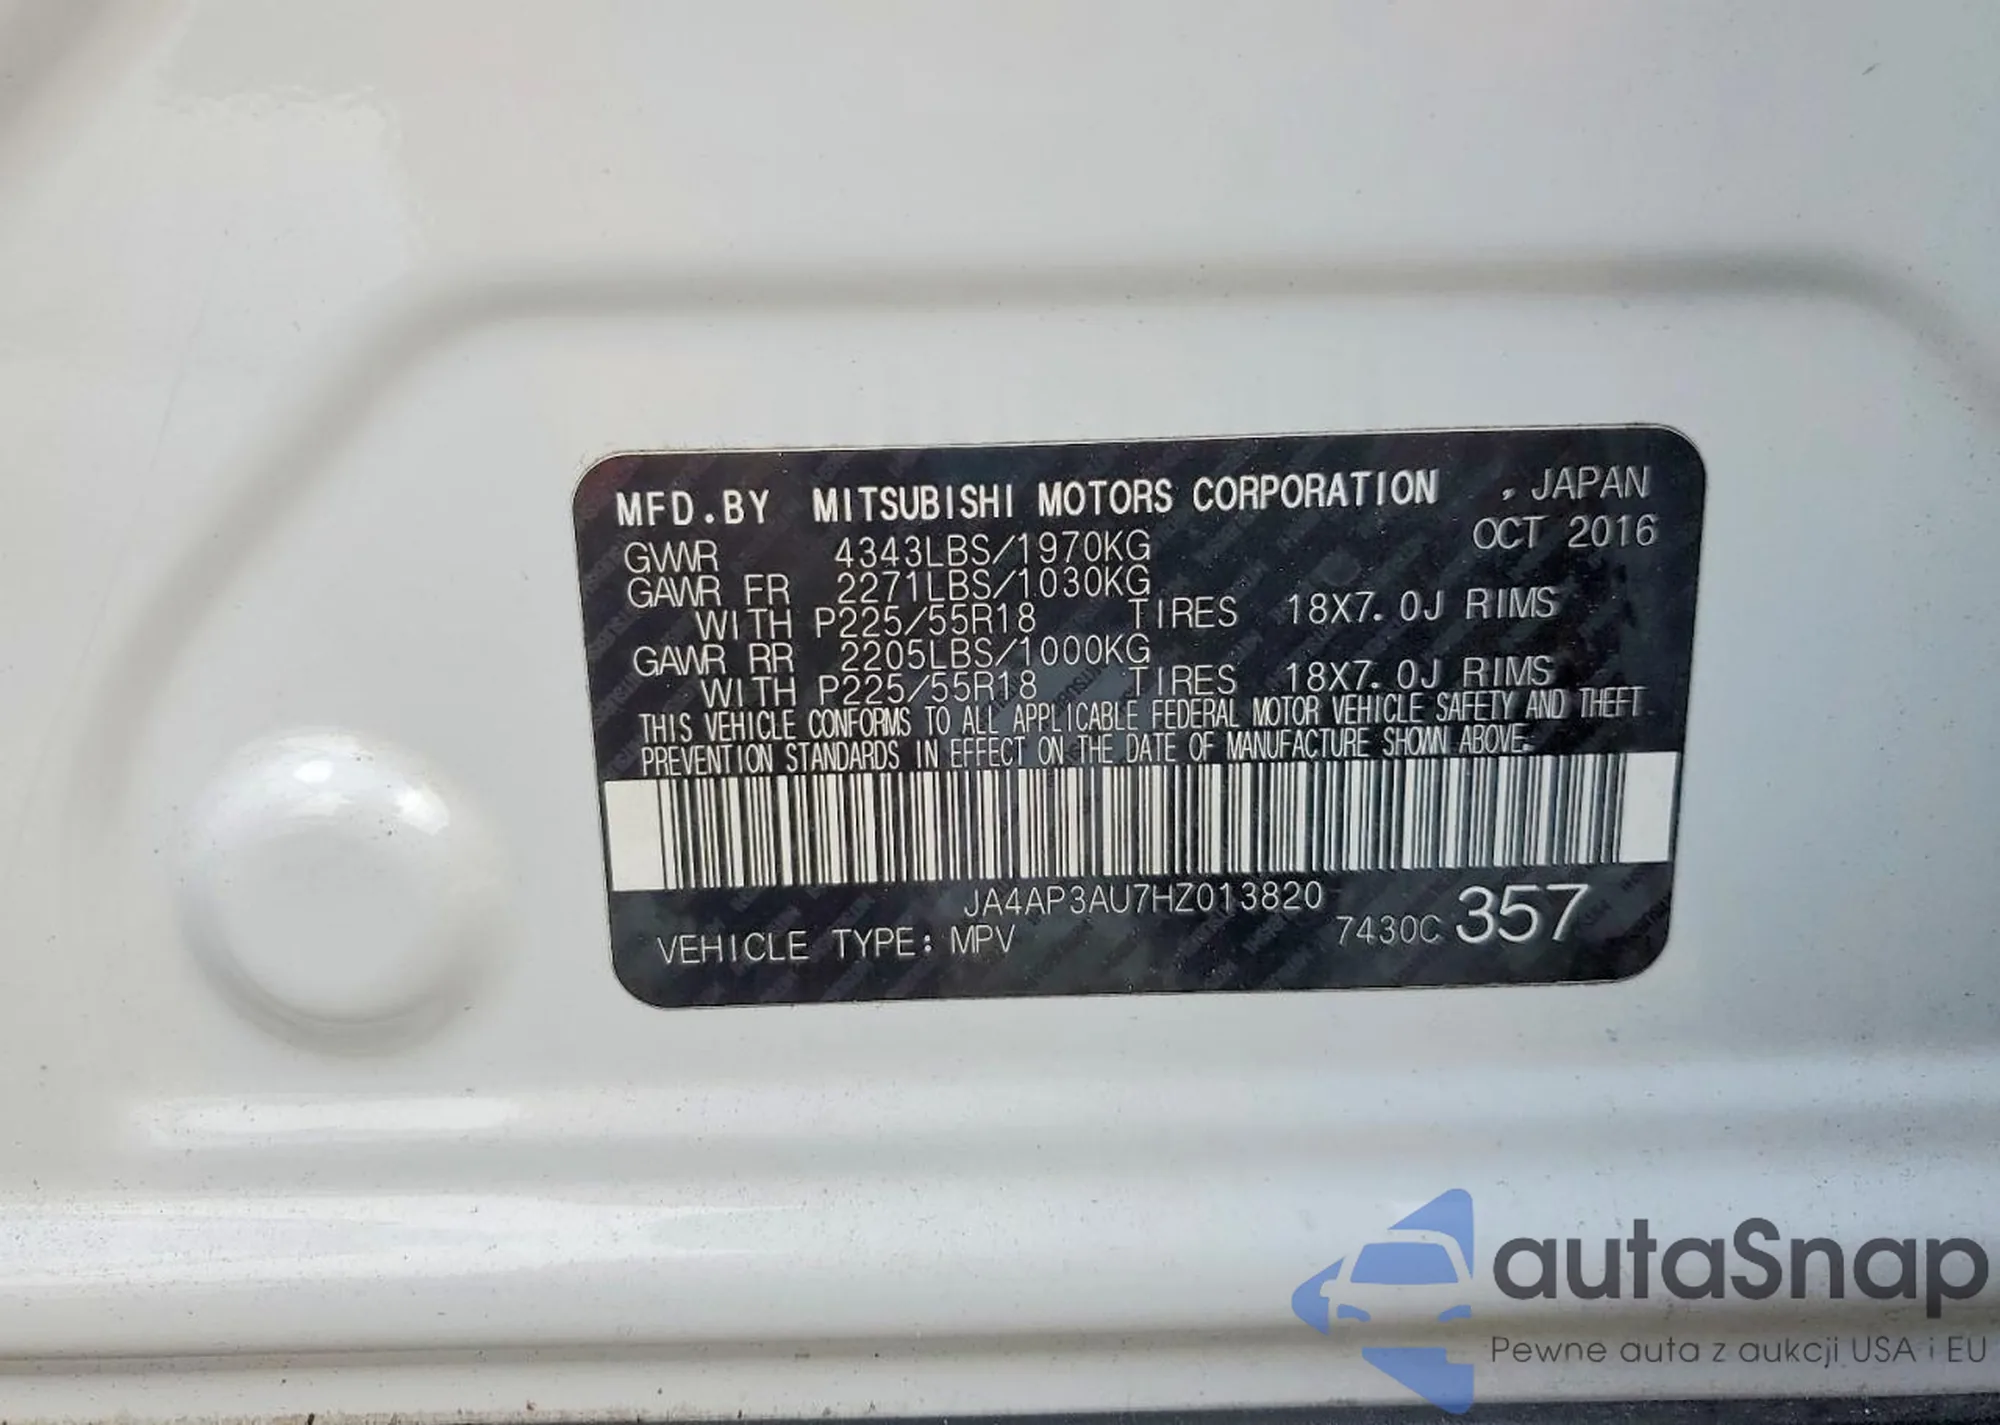 MFD.BY MITSUBISHI MOTORS CORPORATION , JAPAN
OCT 2016
GVWR 4343LBS/1970KG
GAWR FR 2271LBS/1030KG
WITH P225/55R18 TIRES 18X7.0J RIMS
GAWR RR 2205LBS/1000KG
WITH P225/55R18 TIRES 18X7.0J RIMS
THIS VEHICLE CONFORMS TO ALL APPLICABLE FEDERAL MOTOR VEHICLE SAFETY AND THEFT
PREVENTION STANDARDS IN EFFECT ON THE DATE OF MANUFACTURE SHOWN ABOVE.
JA4AP3AU7HZ013820
VEHICLE TYPE: MPV 7430C 357
autaSnap
Pewne auta z aukcji USA i EU